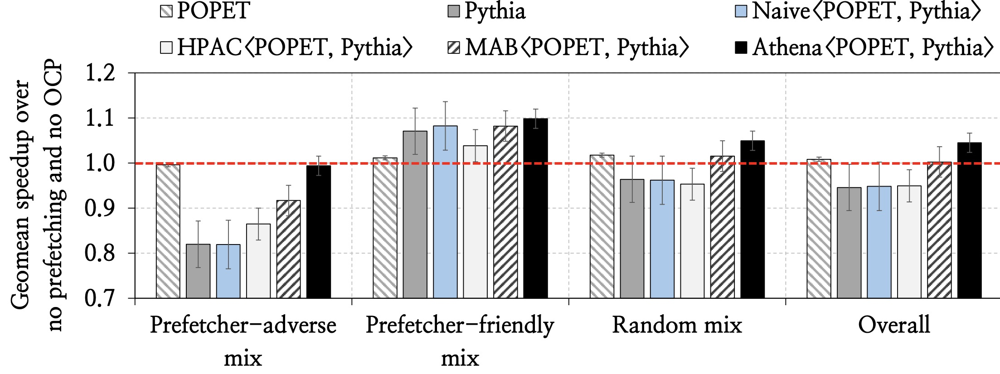 POPET
Pythia
Naive〈POPET, Pythia〉
HPAC〈POPET, Pythia〉
MAB〈POPET, Pythia〉
Athena〈POPET, Pythia〉
Geomean speedup over
no prefetching and no OCP
1.2
1.1
1.0
0.9
0.8
0.7
Prefetcher−adverse
mix
Prefetcher−friendly
mix
Random mix
Overall